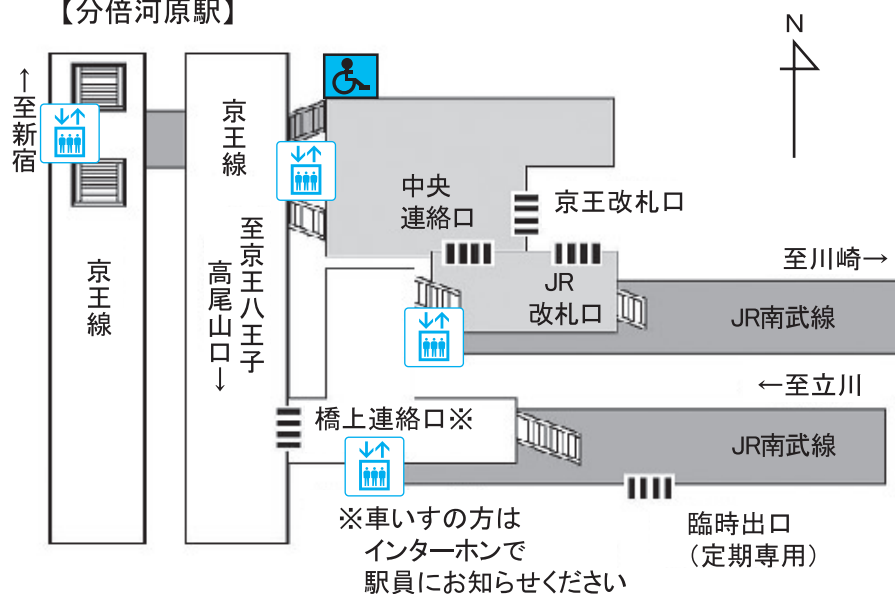 【分倍河原駅】
N
←至新宿
京王線
京王線
至京王八王子
高尾山口→
中央
連絡口
京王改札口
JR
改札口
至川崎→
JR南武線
←至立川
橋上連絡口※
JR南武線
※車いすの方は
インターホンで
駅員にお知らせください
臨時出口
（定期専用）